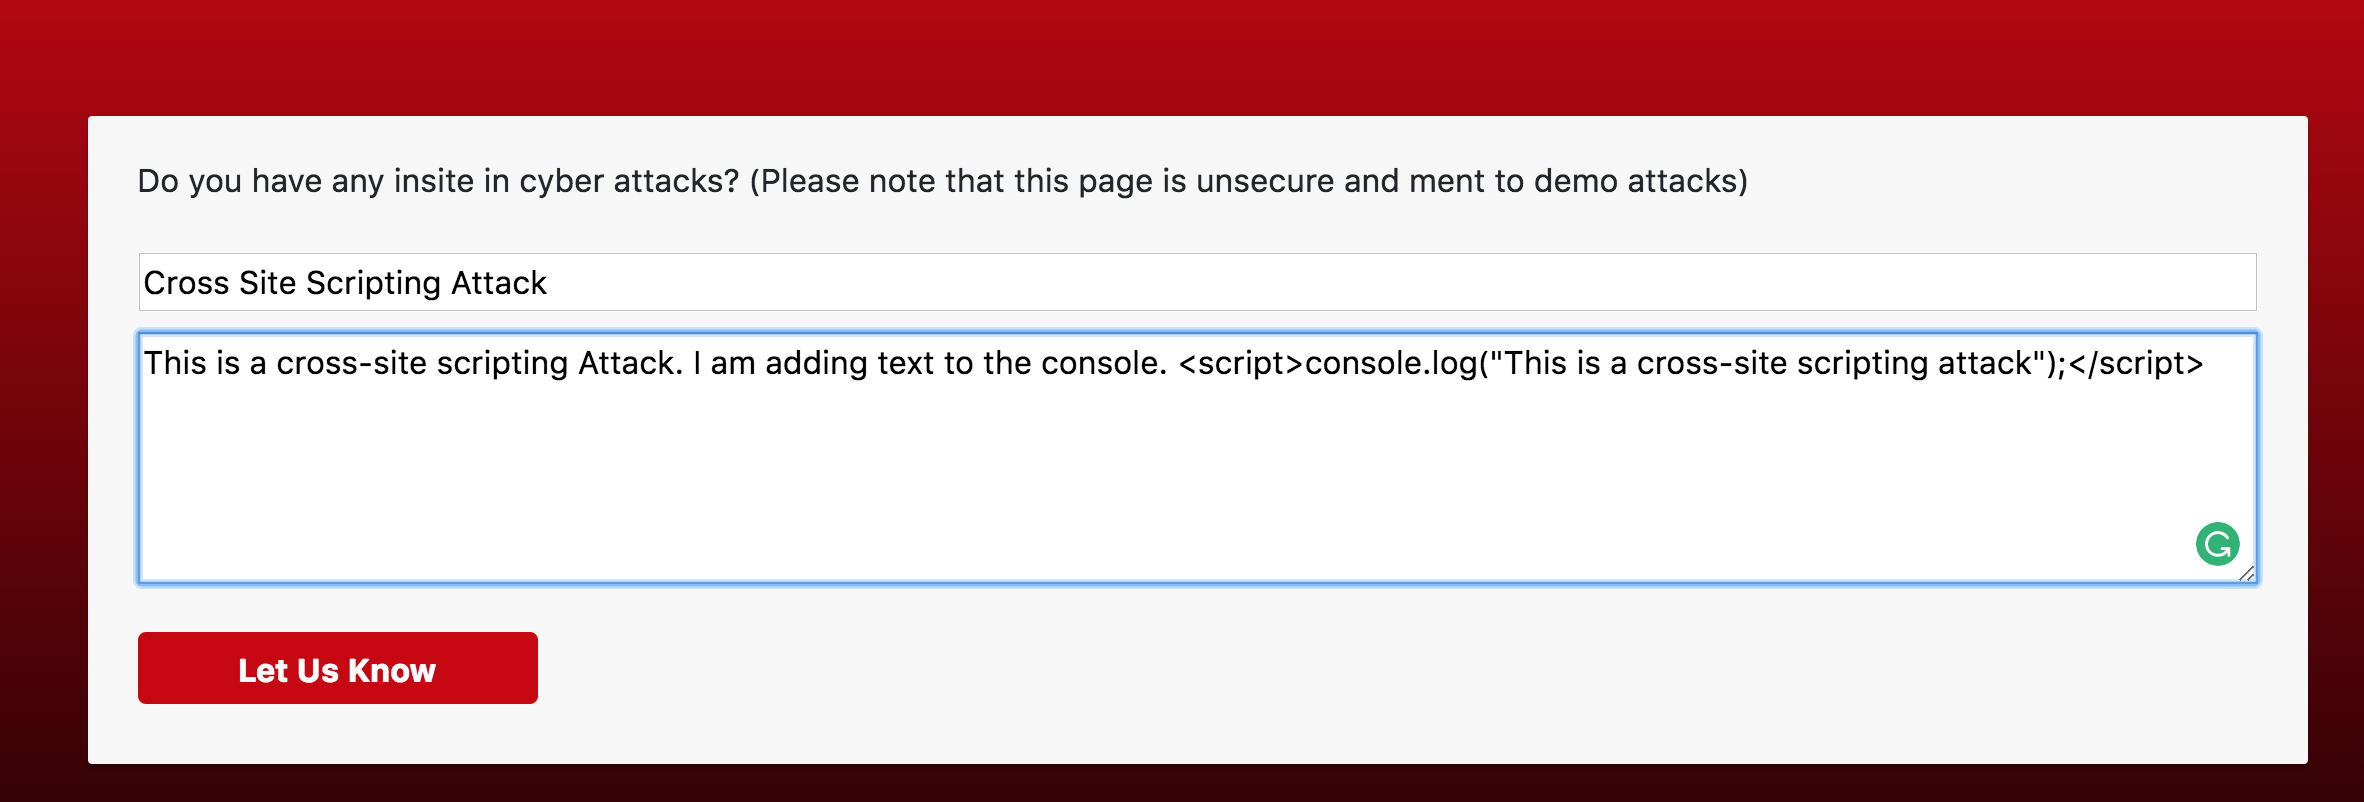 Do you have any insite in cyber attacks? (Please note that this page is unsecure and ment to demo attacks)
Cross Site Scripting Attack
This is a cross-site scripting Attack. I am adding text to the console. <script>console.log("This is a cross-site scripting attack");</script>
Let Us Know